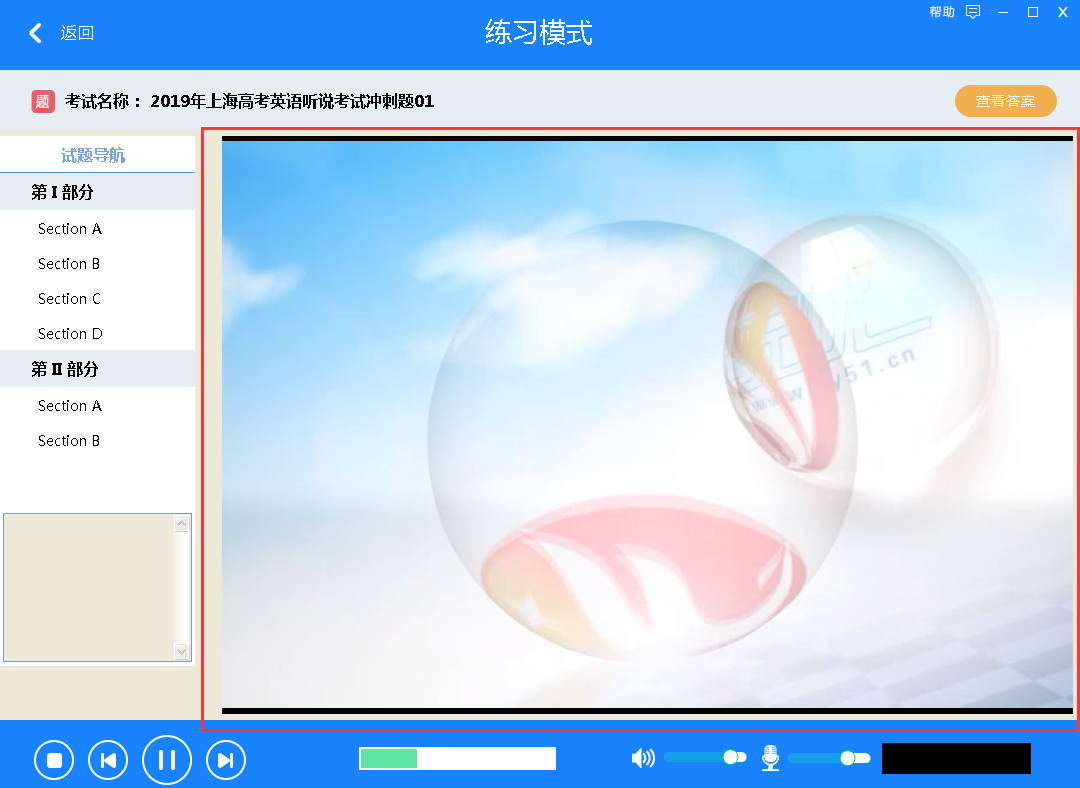 帮助
返回
练习模式
题 考试名称： 2019年上海高考英语听说考试冲刺题01
查看答案
试题导航
第 I 部分
Section A
Section B
Section C
Section D
第 II 部分
Section A
Section B